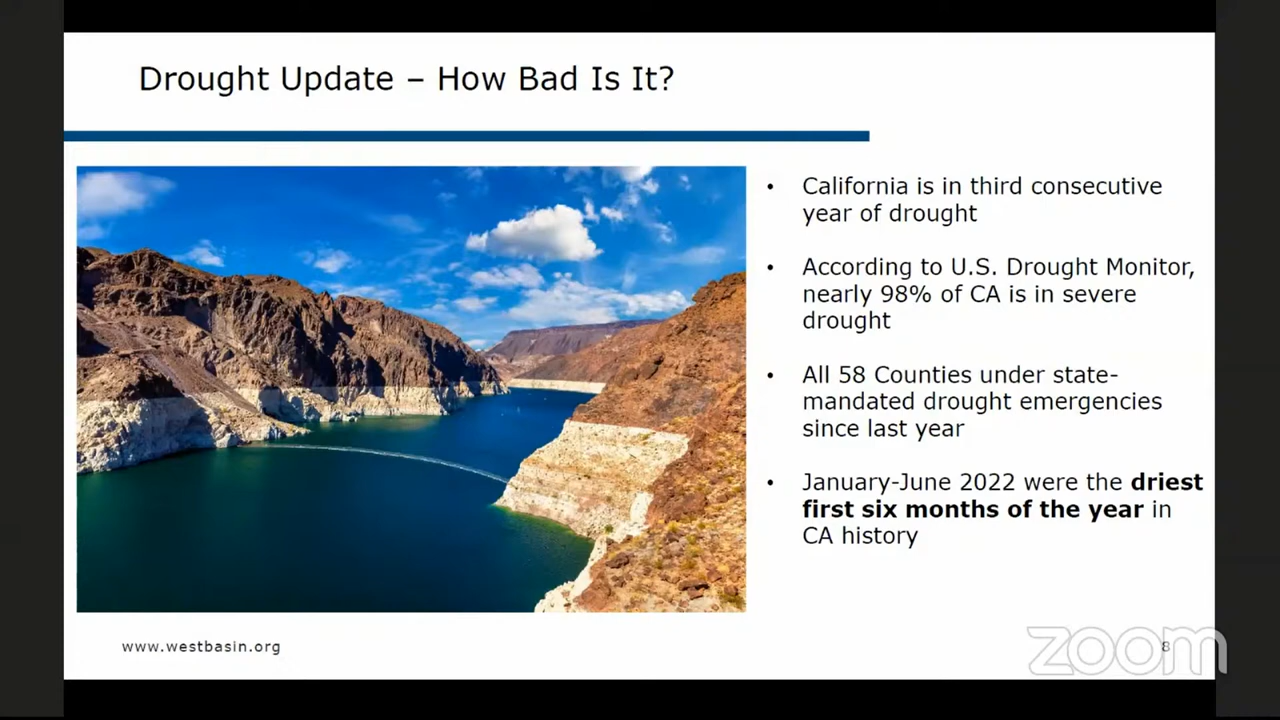 Drought Update – How Bad Is It?
• California is in third consecutive
year of drought
• According to U.S. Drought Monitor,
nearly 98% of CA is in severe
drought
• All 58 Counties under state-
mandated drought emergencies
since last year
• January-June 2022 were the driest
first six months of the year in
CA history
www.westbasin.org
8
zoom